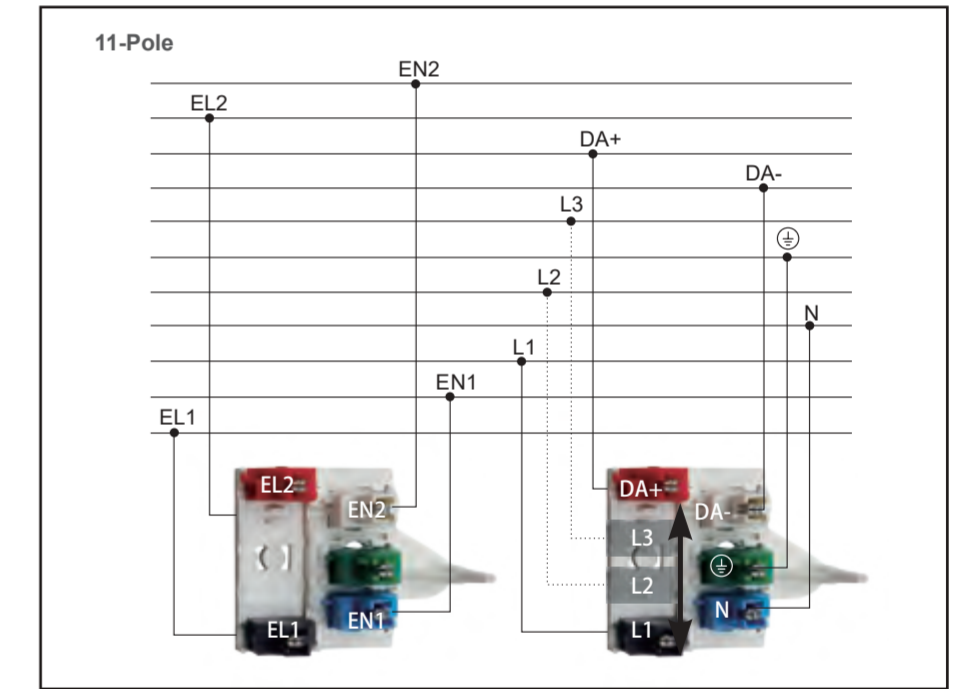 11-Pole
EN2
EL2
DA+
DA-
L3
L2
N
L1
EN1
EL1
EL2
EN2
EN1
EL1
DA+
DA-
L3
L2
N
L1